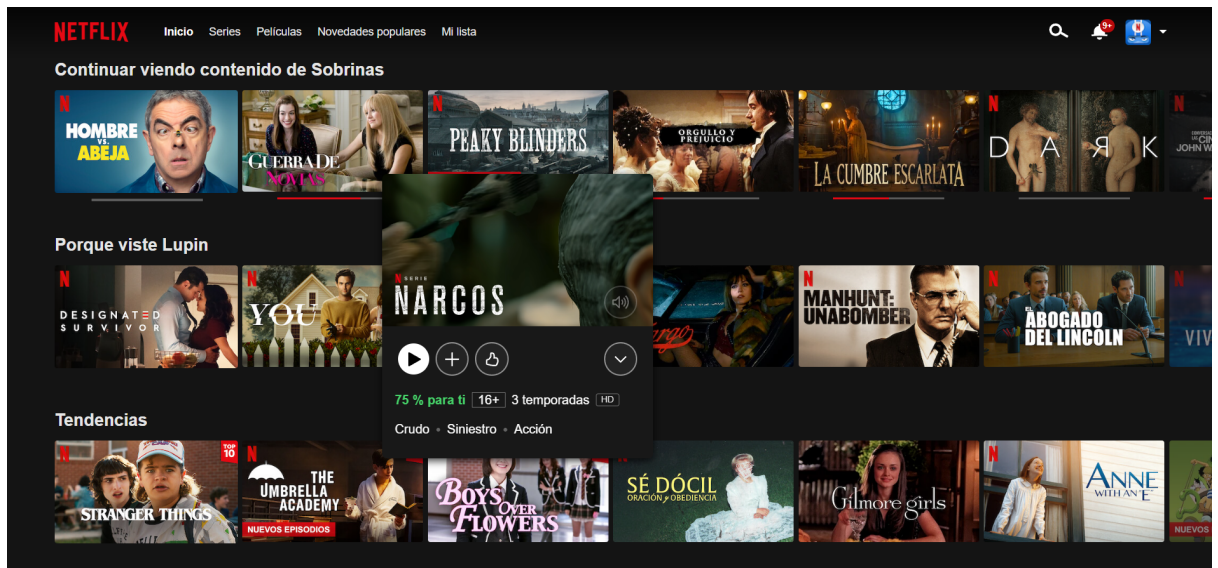 NETFLIX Inicio Series Películas Novedades populares Mi lista 9+
Continuar viendo contenido de Sobrinas
HOMBRE
VS.
ABEJA
GUERRA DE
NOVIAS
PEAKY BLINDERS
ORGULLO Y
PREJUICIO
LA CUMBRE ESCARLATA
DARK
JOHN W
Porque viste Lupin
DESIGNATED
SURVIVOR
YOU
SERIE
NARCOS
MANHUNT:
UNABOMBER
EL
ABOGADO
DEL LINCOLN
VIV
75 % para ti 16+ 3 temporadas HD
Crudo • Siniestro • Acción
Tendencias
STRANGER THINGS
TOP
10
THE
UMBRELLA
ACADEMY
NUEVOS EPISODIOS
BOYS
OVER
FLOWERS
SÉ DÓCIL
ORACIÓN Y OBEDIENCIA
Gilmore girls
ANNE
WITH AN "E"
NUEVOS